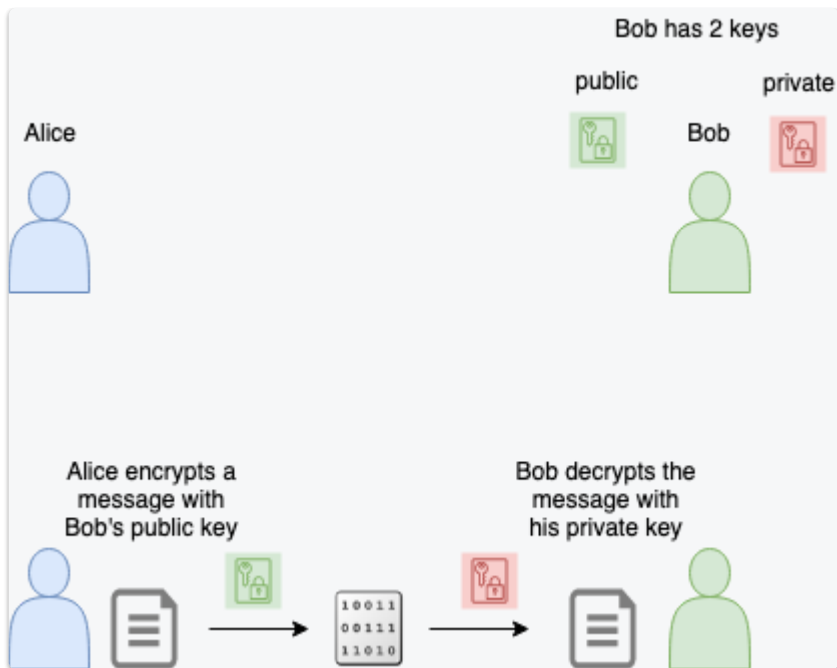 Bob has 2 keys
public
private
Alice
Bob
Alice encrypts a
message with
Bob's public key
Bob decrypts the
message with
his private key
10011
00111
11010